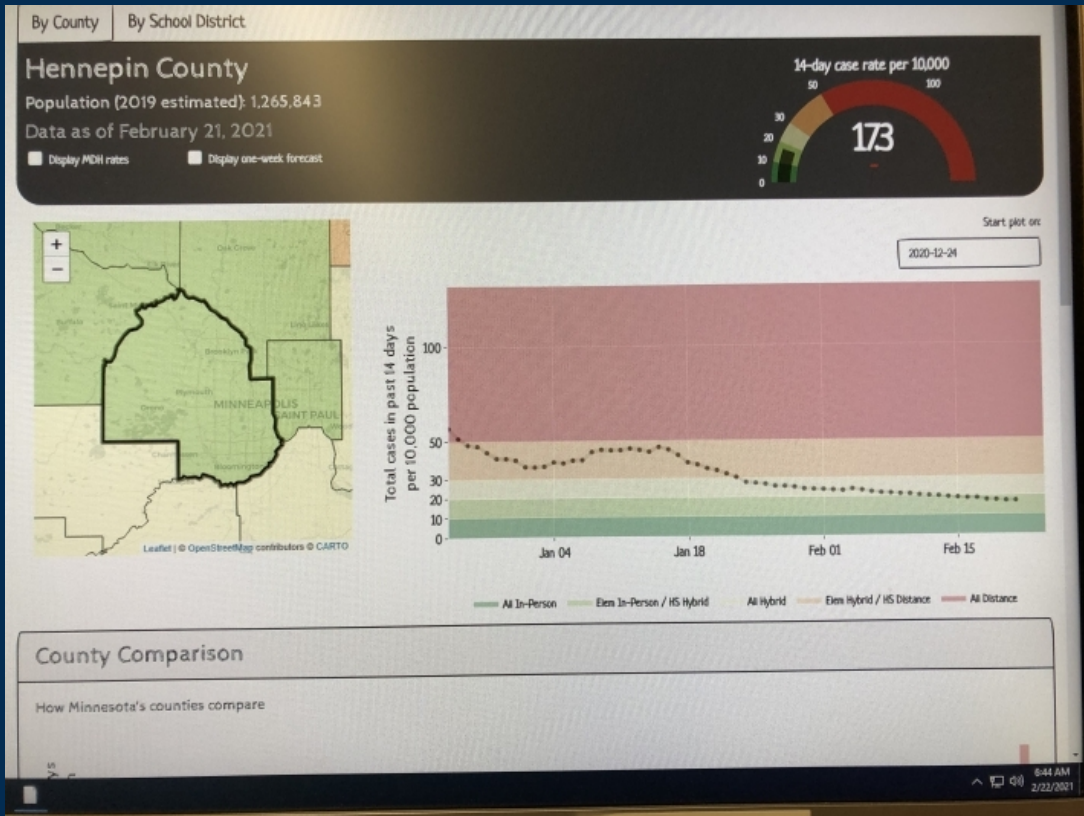 By County
By School District
Hennepin County
Population (2019 estimated): 1,265,843
Data as of February 21, 2021
Display MDH rates
Display one-week forecast
14-day case rate per 10,000
0
10
20
30
50
100
17.3
Start plot on:
2020-12-24
+
−
MINNEAPOLIS
SAINT PAUL
Plymouth
Bloomington
Leaflet | © OpenStreetMap contributors © CARTO
Total cases in past 14 days
per 10,000 population
100
50
30
20
10
0
Jan 04
Jan 18
Feb 01
Feb 15
All In-Person
Elem In-Person / HS Hybrid
All Hybrid
Elem Hybrid / HS Distance
All Distance
County Comparison
How Minnesota's counties compare
6:44 AM
2/22/2021